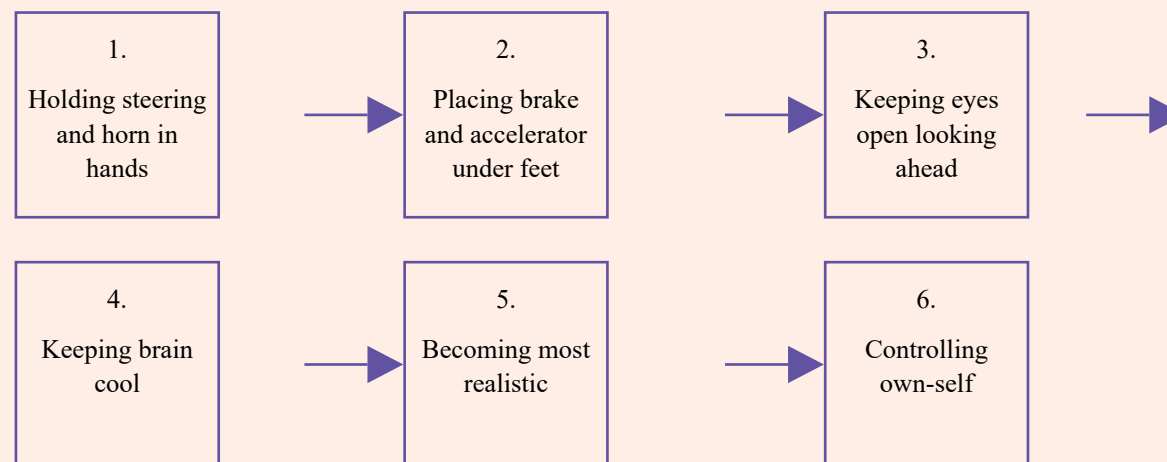 1.
Holding steering
and horn in
hands
2.
Placing brake
and accelerator
under feet
3.
Keeping eyes
open looking
ahead
4.
Keeping brain
cool
5.
Becoming most
realistic
6.
Controlling
own-self